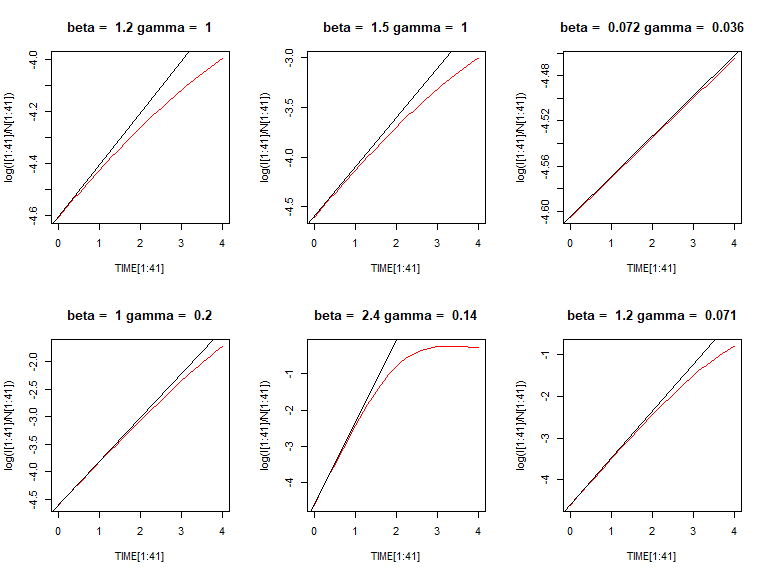 beta =  1.2 gamma =  1
log(I[1:41]/N[1:41])
-4.0
-4.2
-4.4
-4.6
0 1 2 3 4
TIME[1:41]
beta =  1.5 gamma =  1
log(I[1:41]/N[1:41])
-3.0
-3.5
-4.0
-4.5
0 1 2 3 4
TIME[1:41]
beta =  0.072 gamma =  0.036
log(I[1:41]/N[1:41])
-4.48
-4.52
-4.56
-4.60
0 1 2 3 4
TIME[1:41]
beta =  1 gamma =  0.2
log(I[1:41]/N[1:41])
-2.0
-2.5
-3.0
-3.5
-4.0
-4.5
0 1 2 3 4
TIME[1:41]
beta =  2.4 gamma =  0.14
log(I[1:41]/N[1:41])
-1
-2
-3
-4
0 1 2 3 4
TIME[1:41]
beta =  1.2 gamma =  0.071
log(I[1:41]/N[1:41])
-1
-2
-3
-4
0 1 2 3 4
TIME[1:41]